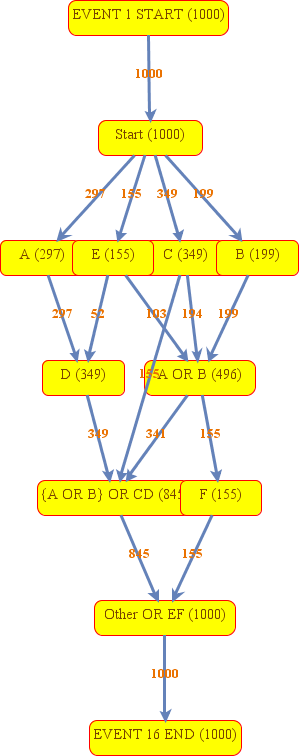 EVENT 1 START (1000)
1000
Start (1000)
297 155 349 199
A (297) E (155) C (349) B (199)
297 52 103 194 199
D (349) A OR B (496)
155
349 341 155
{A OR B} OR CD (845 F (155)
845 155
Other OR EF (1000)
1000
EVENT 16 END (1000)